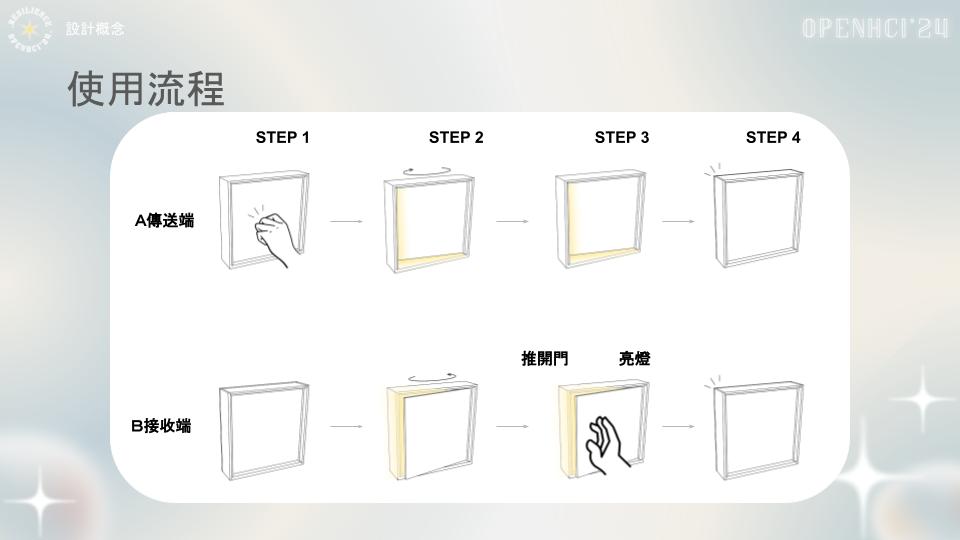 RESILIENCE
OPENHCI'24
設計概念
OPENHCI'24
使用流程
STEP 1
STEP 2
STEP 3
STEP 4
A傳送端
推開門
亮燈
B接收端